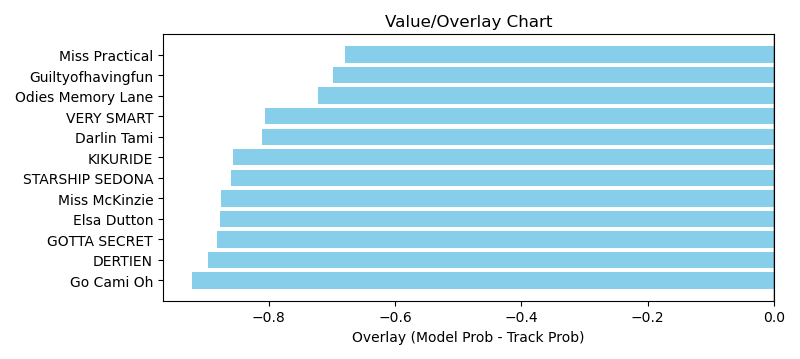 Value/Overlay Chart
Miss Practical
Guiltyofhavingfun
Odies Memory Lane
VERY SMART
Darlin Tami
KIKURIDE
STARSHIP SEDONA
Miss McKinzie
Elsa Dutton
GOTTA SECRET
DERTIEN
Go Cami Oh
−0.8 −0.6 −0.4 −0.2 0.0
Overlay (Model Prob - Track Prob)